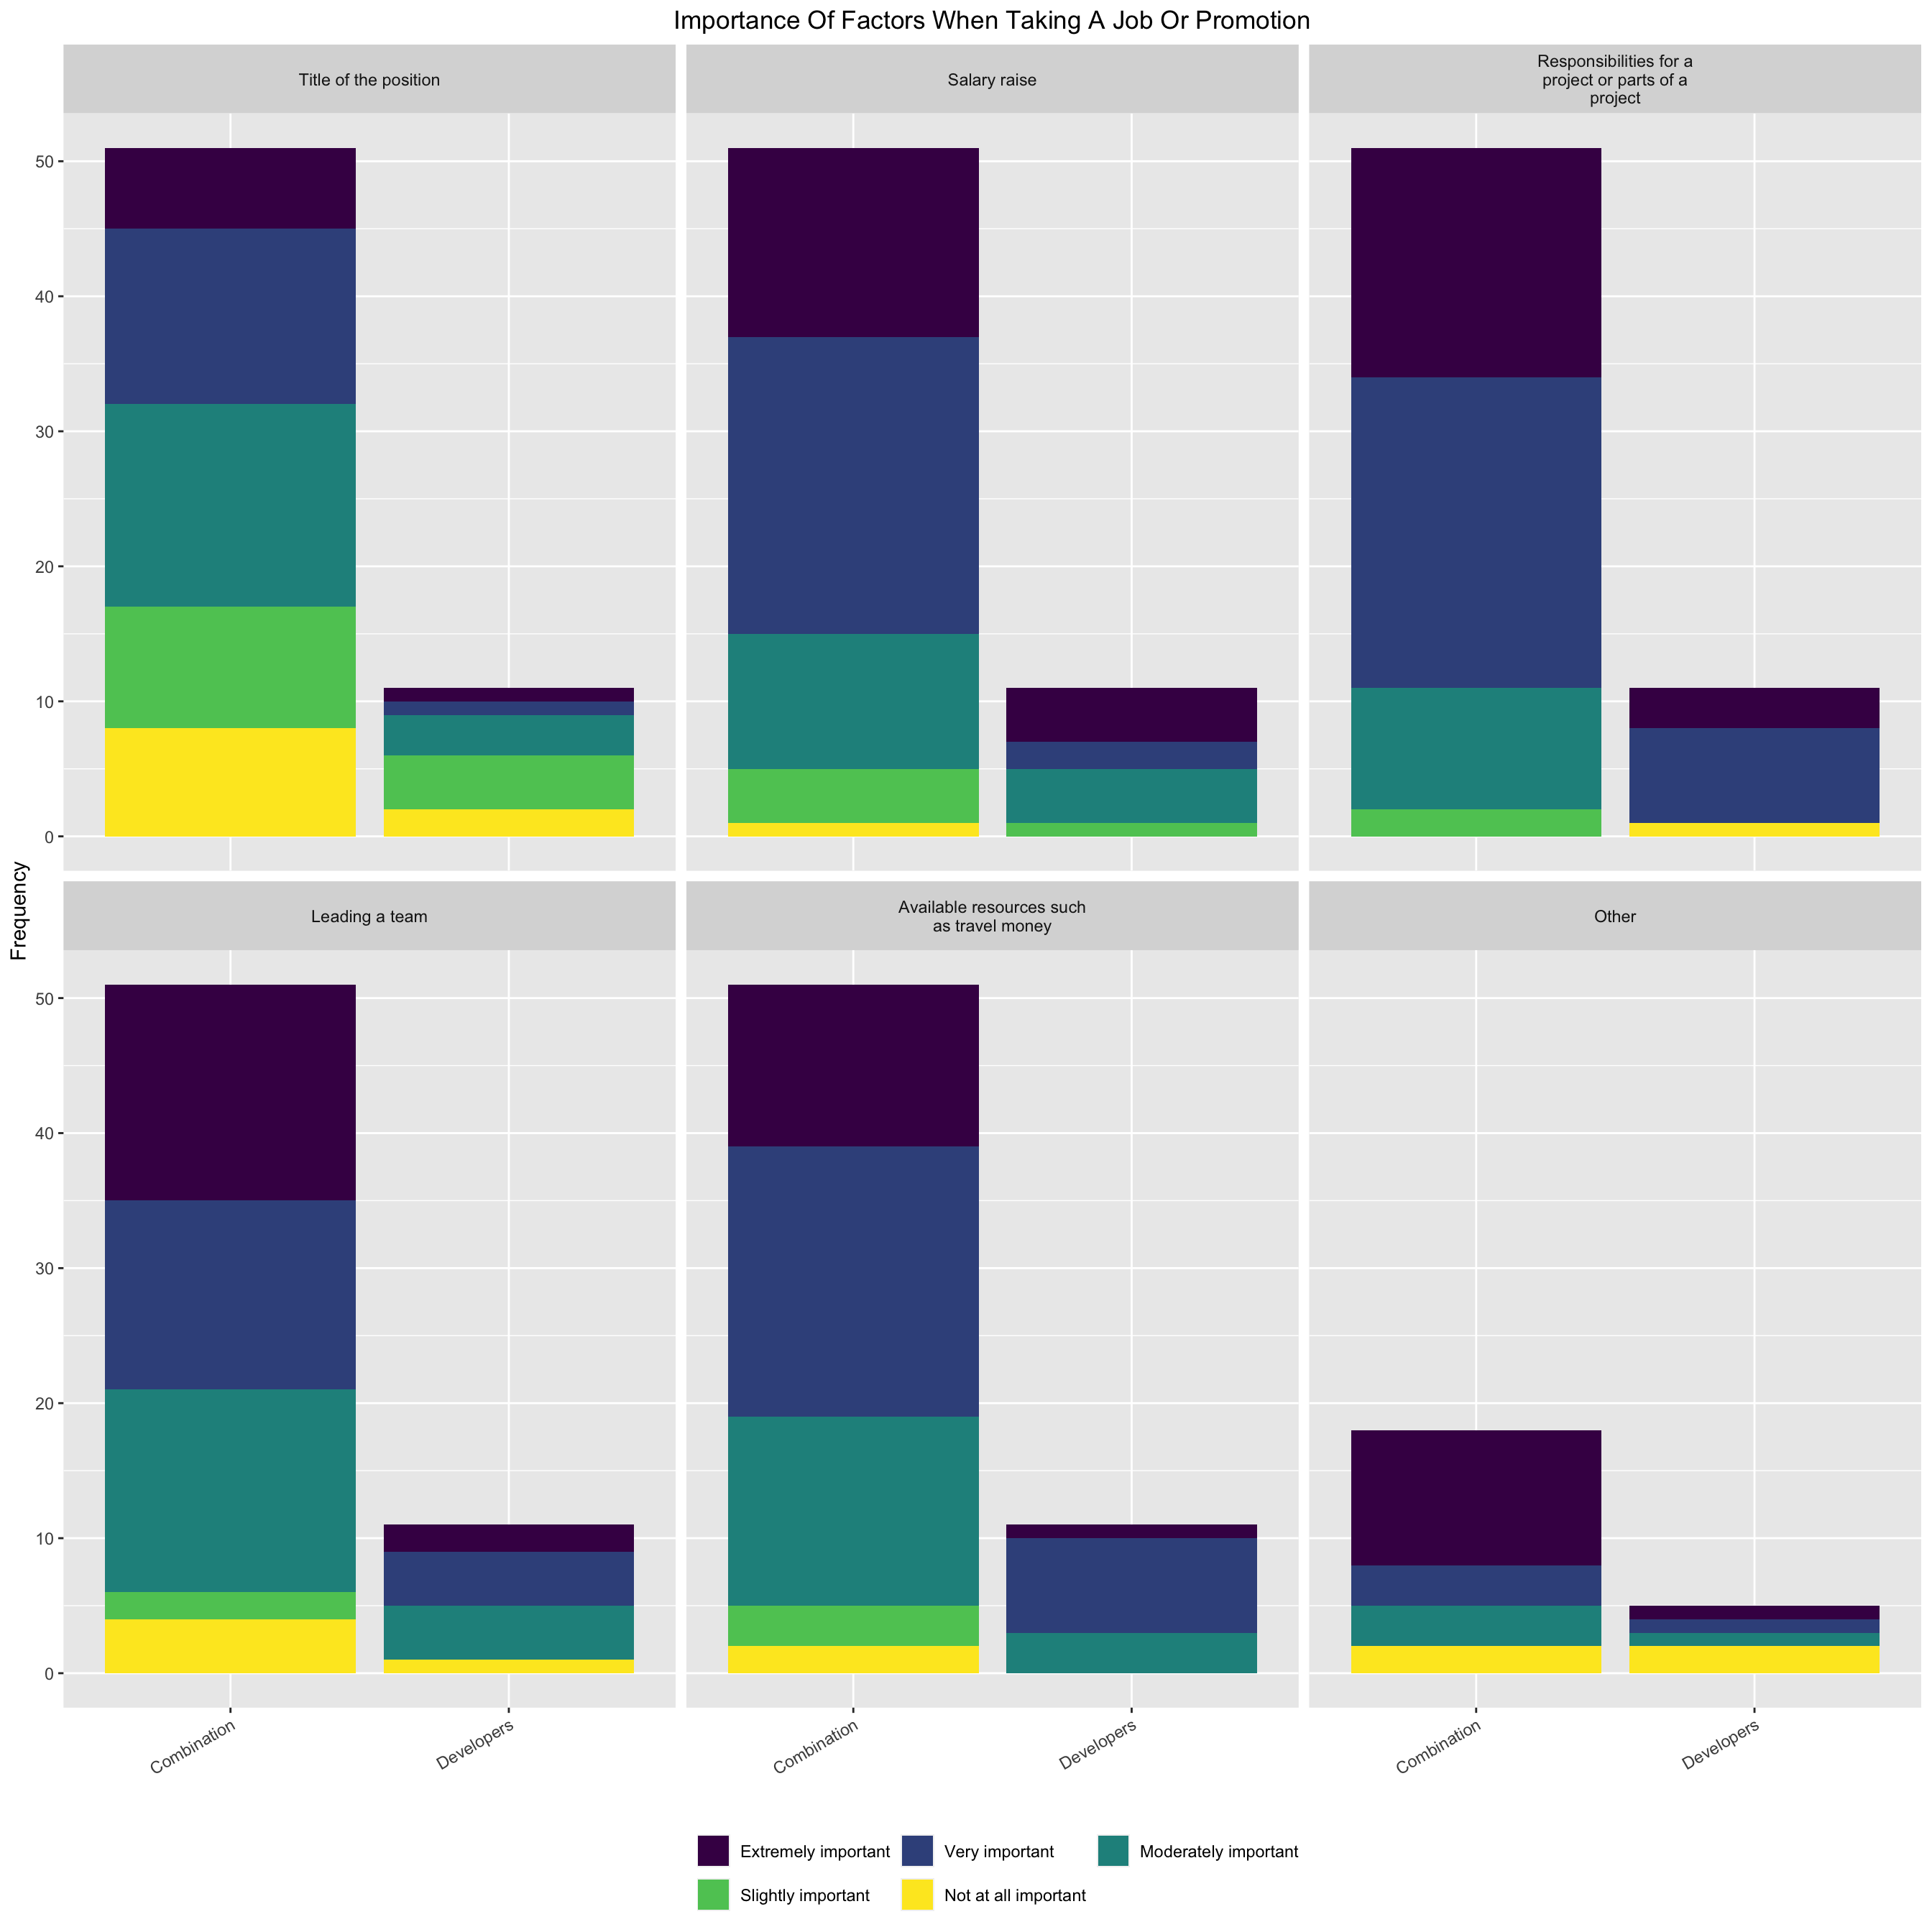 Importance Of Factors When Taking A Job Or Promotion
Title of the position
Salary raise
Responsibilities for a
project or parts of a
project
50
40
30
20
10
0
Frequency
Leading a team
Available resources such
as travel money
Other
50
40
30
20
10
0
Combination
Developers
Combination
Developers
Combination
Developers
Extremely important
Very important
Moderately important
Slightly important
Not at all important